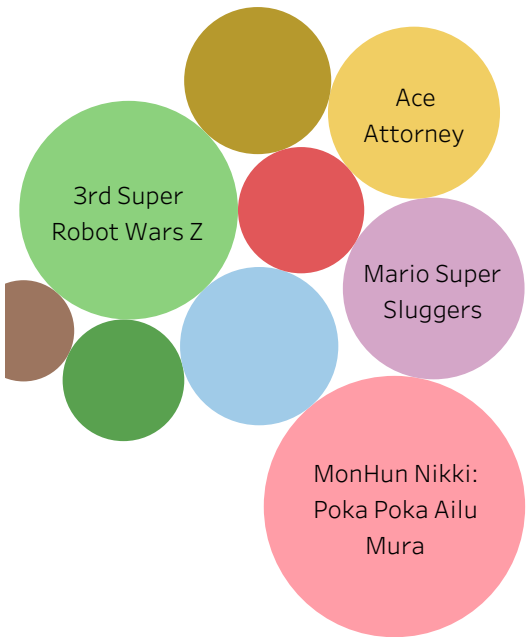 Ace
Attorney
3rd Super
Robot Wars Z
Mario Super
Sluggers
MonHun Nikki:
Poka Poka Ailu
Mura